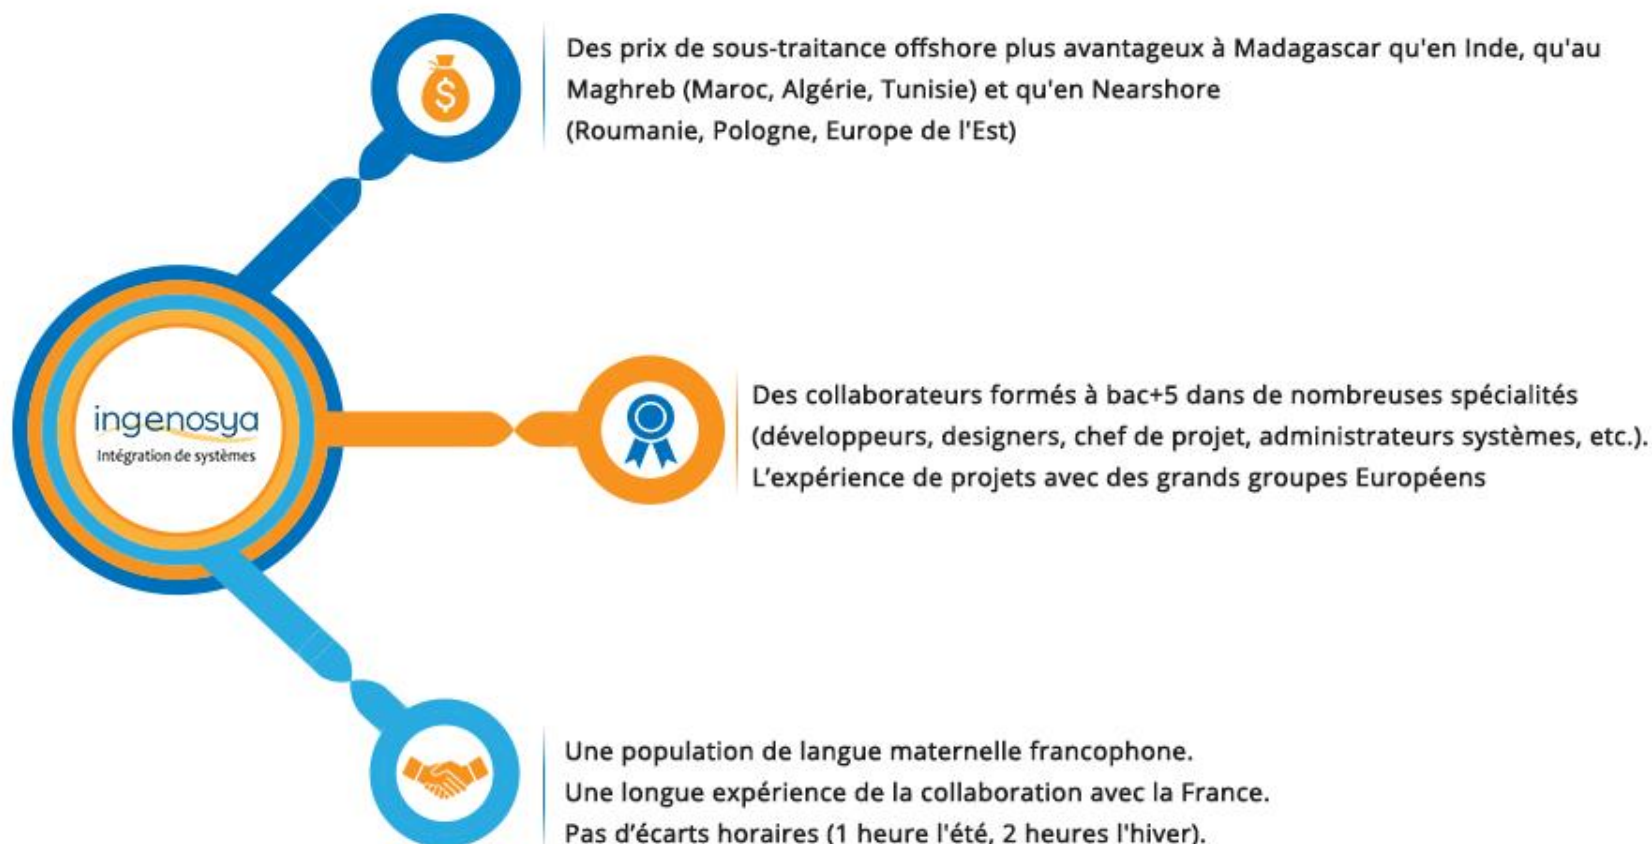 Des prix de sous-traitance offshore plus avantageux à Madagascar qu'en Inde, qu'au
Maghreb (Maroc, Algérie, Tunisie) et qu'en Nearshore
(Roumanie, Pologne, Europe de l'Est)
$
ingenosya
Intégration de systèmes
Des collaborateurs formés à bac+5 dans de nombreuses spécialités
(développeurs, designers, chef de projet, administrateurs systèmes, etc.).
L’expérience de projets avec des grands groupes Européens
Une population de langue maternelle francophone.
Une longue expérience de la collaboration avec la France.
Pas d’écarts horaires (1 heure l'été, 2 heures l'hiver).